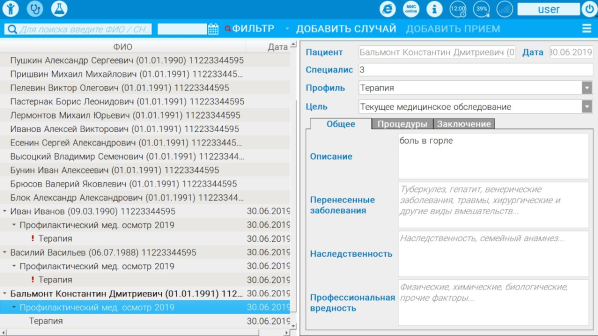 МИС online
12:00
39%
user
Для поиска введите ФИО / СН...
ФИЛЬТР
ДОБАВИТЬ СЛУЧАЙ
ДОБАВИТЬ ПРИЕМ
ФИО Дата
Пушкин Александр Сергеевич (01.01.1990) 11223344595
Пришвин Михаил Михайлович (01.01.1991) 11223344595
Пелевин Виктор Олегович (01.01.1991) 11223344595
Пастернак Борис Леонидович (01.01.1991) 11223344595
Лермонтов Михаил Юрьевич (01.01.1991) 11223344595
Иванов Алексей Викторович (01.01.1991) 11223344595
Есенин Сергей Александрович (01.01.1991) 11223344595
Высоцкий Владимир Семенович (01.01.1991) 112233445...
Бунин Иван Алексеевич (01.01.1991) 11223344595
Брюсов Валерий Яковлевич (01.01.1991) 11223344595
Блок Александр Александрович (01.01.1991) 11223344...
Иван Иванов (09.03.1990) 11223344595 30.06.2019
Профилактический мед. осмотр 2019 30.06.2019
! Терапия 30.06.2019
Василий Васильев (06.07.1988) 11223344595 30.06.2019
Профилактический мед. осмотр 2019 30.06.2019
! Терапия 30.06.2019
Бальмонт Константин Дмитриевич (01.01.1991) 112... 30.06.2019
Профилактический мед. осмотр 2019 30.06.2019
Терапия 30.06.2019
Пациент Бальмонт Константин Дмитриевич (0 Дата 30.06.2019
Специалис 3
Профиль Терапия
Цель Текущее медицинское обследование
Общее Процедуры Заключение
Описание боль в горле
Перенесенные заболевания
Туберкулез, гепатит, венерические
заболевания, травмы, хирургические и
другие виды вмешательств...
Наследственность Наследственность, семейный анамнез...
Профессиональная вредность
Физические, химические, биологические,
прочие факторы...